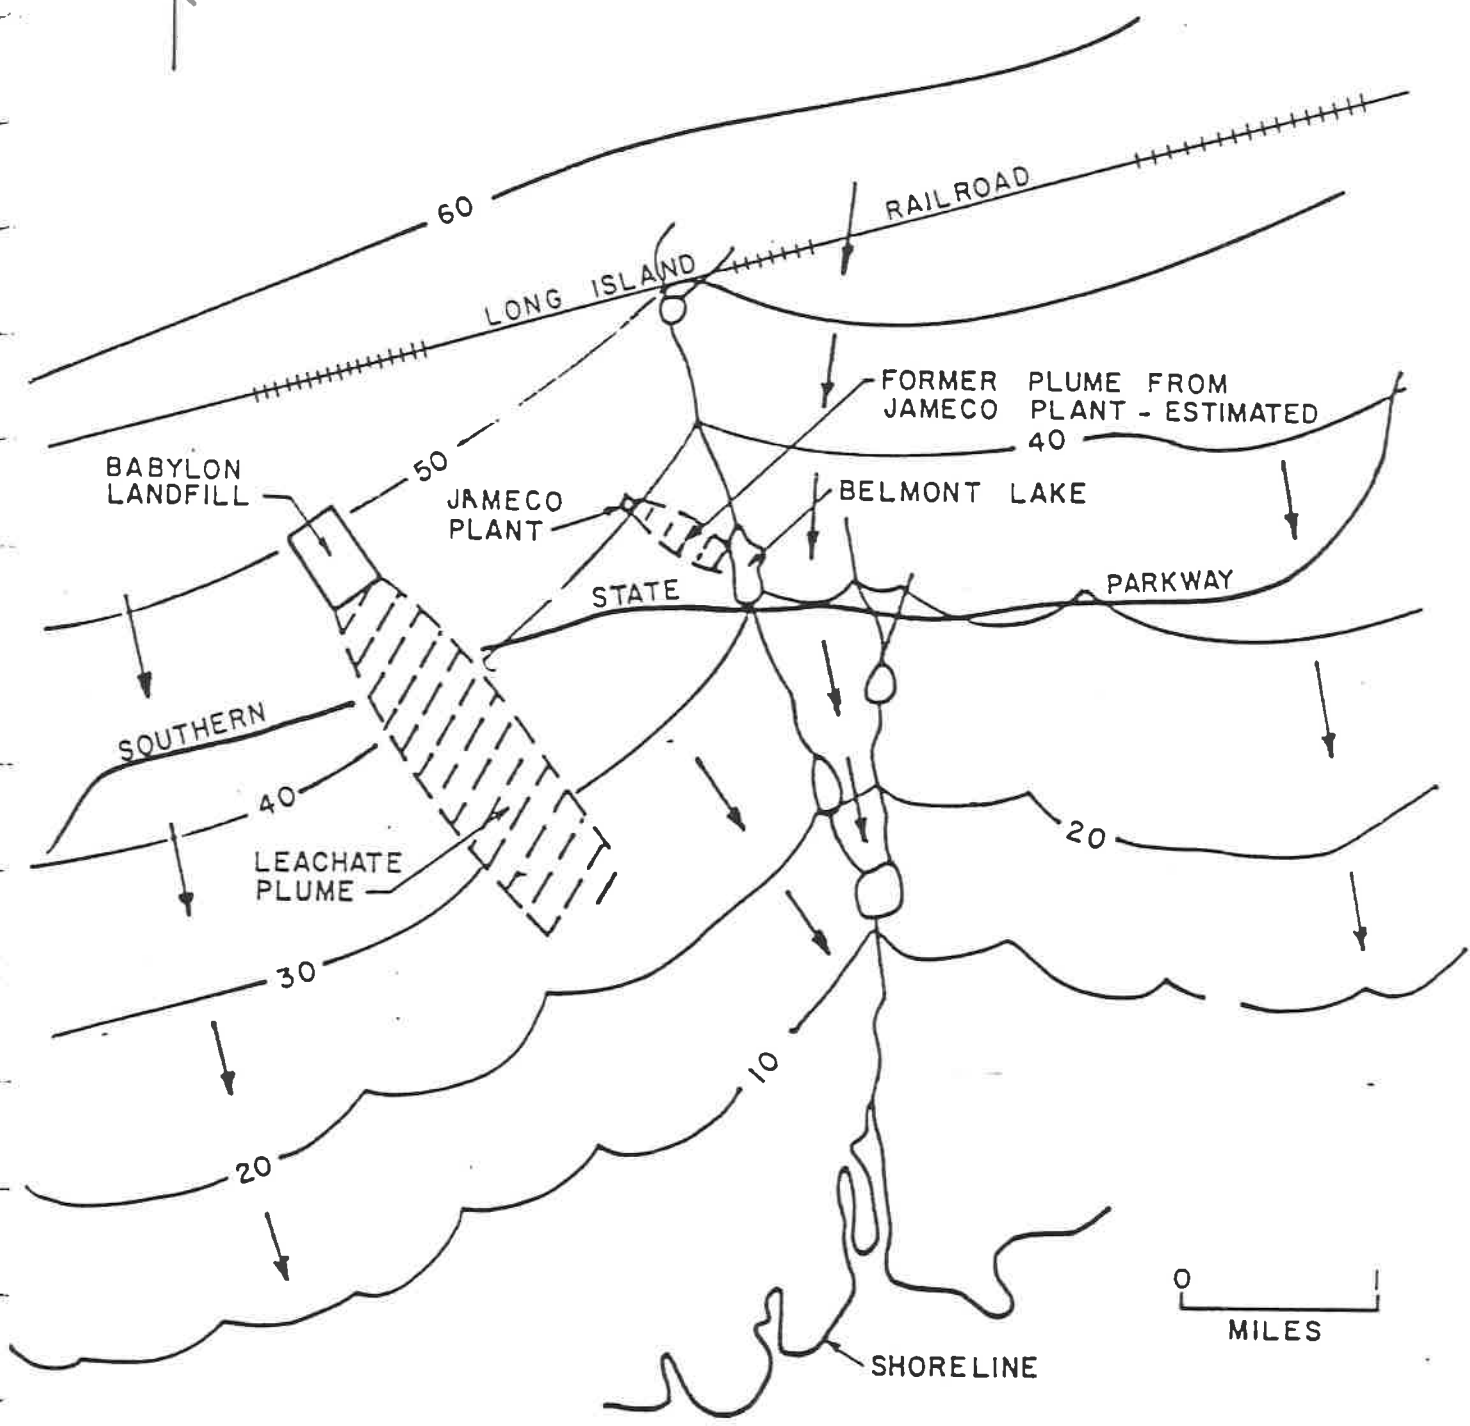 60
RAILROAD
LONG ISLAND
FORMER PLUME FROM
JAMECO PLANT - ESTIMATED
40
50
BABYLON
LANDFILL
JAMECO
PLANT
BELMONT LAKE
STATE
PARKWAY
SOUTHERN
40
20
LEACHATE
PLUME
30
10
20
0 1
MILES
SHORELINE